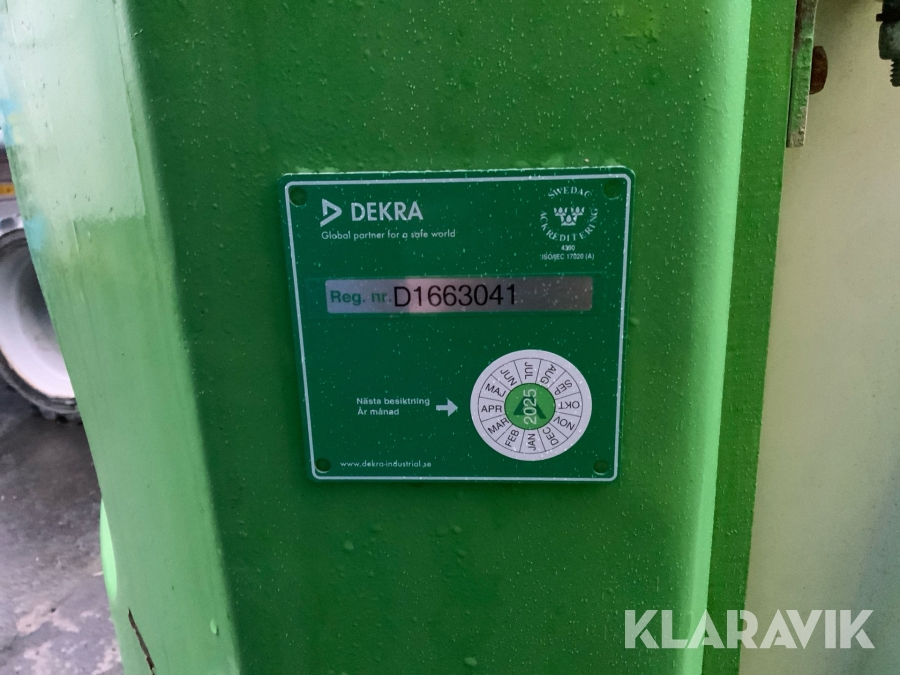 DEKRA
Global partner for a safe world
SWEDAC
ACKREDITERING
4380
ISO/IEC 17020 (A)
Reg. nr. D1663041
Nästa besiktning
År månad
JAN FEB MAR APR MAJ JUN JUL AUG SEP OKT NOV DEC
2025
www.dekra-industrial.se
KLARAVIK